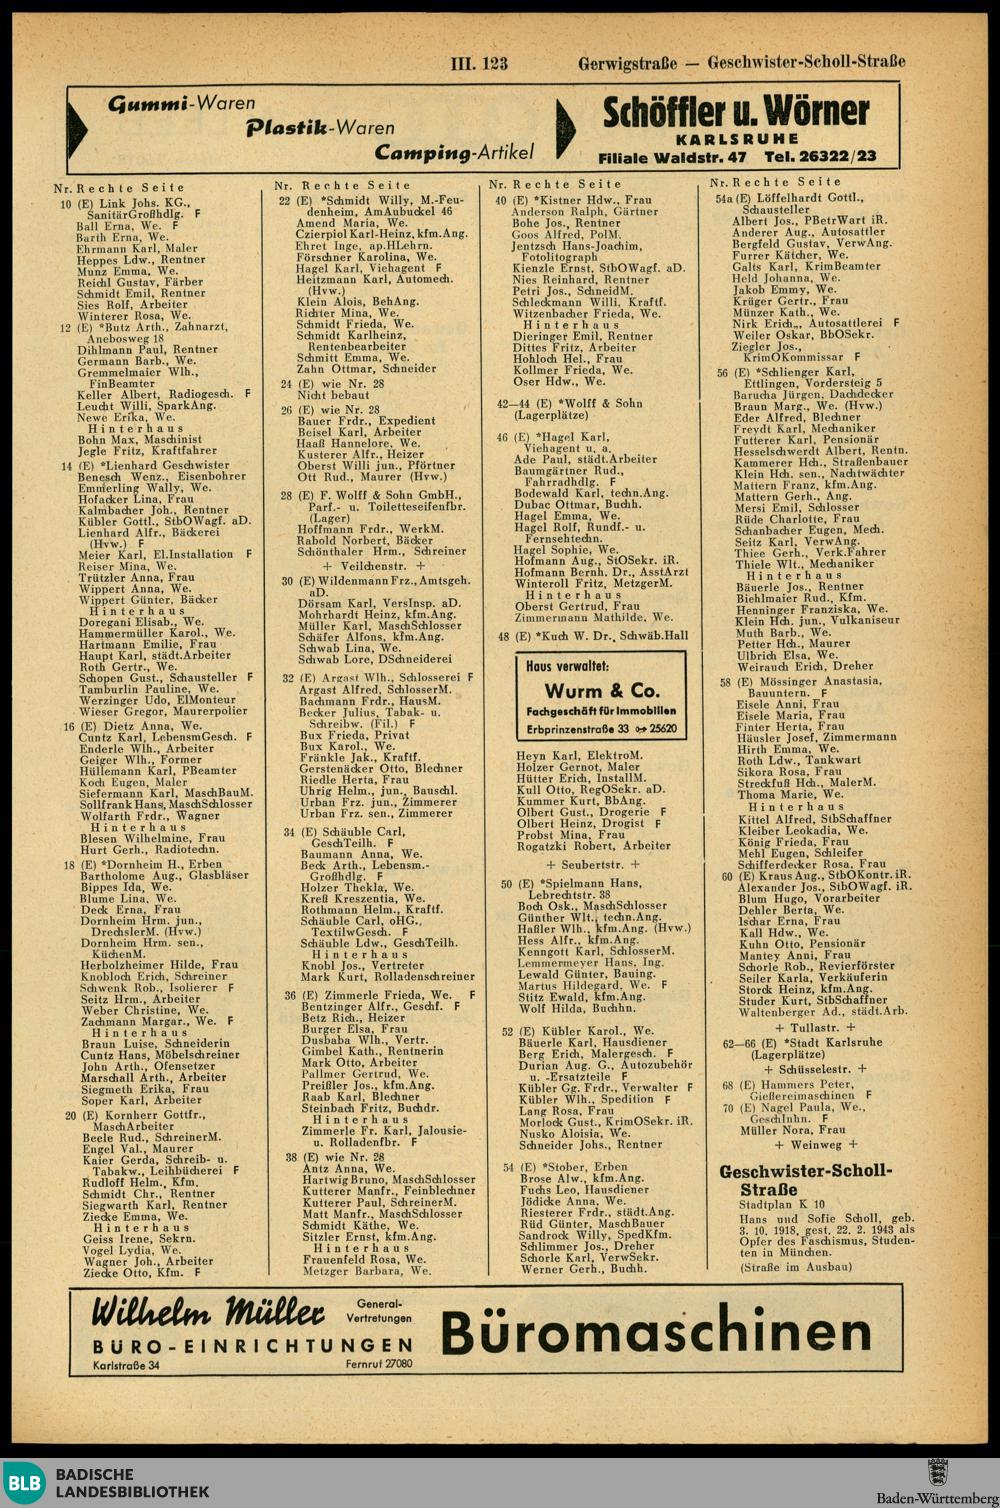 III. 123 Gerwigstraße — Geschwister-Scholl-Straße
Gummi-Waren
Plastik-Waren
Camping-Artikel
Schöffler u. Wörner
KARLSRUHE
Filiale Waldstr. 47 Tel. 26322/23
Nr. Rechte Seite
10 (E) Link Johs. KG.,
SanitärGroßhdlg. F
Ball Erna, We. F
Barth Erna, We.
Ehrmann Karl, Maler
Heppes Ldw., Rentner
Munz Emma, We.
Reichl Gustav, Färber
Schmidt Emil, Rentner
Sies Rolf, Arbeiter
Winterer Rosa, We.
12 (E) *Butz Arth., Zahnarzt,
Anebosweg 18
Dihlmann Paul, Rentner
Germann Barb., We.
Gremmelmaier Wlh.,
FinBeamter
Keller Albert, Radiogesch. F
Leucht Willi, SparkAng.
Newe Erika, We.
Hinterhaus
Bohn Max, Maschinist
Jegle Fritz, Kraftfahrer
14 (E) *Lienhard Geschwister
Benesch Wenz., Eisenbohrer
Emmerling Wally, We.
Hofacker Lina, Frau
Kalmbacher Joh., Rentner
Kübler Gottl., StbOWagf. aD.
Lienhard Alfr., Bäckerei
(Hvw.) F
Meier Karl, El.Installation F
Reiser Mina, We.
Trützler Anna, Frau
Wippert Anna, We.
Wippert Günter, Bäcker
Hinterhaus
Doregani Elisab., We.
Hammermüller Karol., We.
Hartmann Emilie, Frau
Haupt Karl, städt.Arbeiter
Roth Gertr., We.
Schopen Gust., Schausteller F
Tamburlin Pauline, We.
Werzinger Udo, ElMonteur
Wieser Gregor, Maurerpolier
16 (E) Dietz Anna, We.
Cuntz Karl, LebensmGesch. F
Enderle Wlh., Arbeiter
Geiger Wlh., Former
Hüllemann Karl, PBeamter
Koch Eugen, Maler
Siefermann Karl, MaschBauM.
Sollfrank Hans, MaschSchlosser
Wolfarth Frdr., Wagner
Hinterhaus
Blesen Wilhelmine, Frau
Hurt Gerh., Radiotechn.
18 (E) *Dornheim H., Erben
Bartholome Aug., Glasbläser
Bippes Ida, We.
Blume Lina, We.
Deck Erna, Frau
Dornheim Hrm. jun.,
DrechslerM. (Hvw.)
Dornheim Hrm. sen.,
KüchenM.
Herbolzheimer Hilde, Frau
Knobloch Erich, Schreiner
Schwenk Rob., Isolierer F
Seitz Hrm., Arbeiter
Weber Christine, We.
Zachmann Margar., We. F
Hinterhaus
Braun Luise, Schneiderin
Cuntz Hans, Möbelschreiner
John Arth., Ofensetzer
Marschall Arth., Arbeiter
Siegmeth Erika, Frau
Soper Karl, Arbeiter
20 (E) Kornherr Gottfr.,
MaschArbeiter
Beele Rud., SchreinerM.
Engel Val., Maurer
Kaier Gerda, Schreib- u.
Tabakw., Leihbücherei F
Rudloff Helm., Kfm.
Schmidt Chr., Rentner
Siegwarth Karl, Rentner
Ziecke Emma, We.
Hinterhaus
Geiss Irene, Sekrn.
Vogel Lydia, We.
Wagner Joh., Arbeiter
Ziecke Otto, Kfm. F
Nr. Rechte Seite
22 (E) *Schmidt Willy, M.-Feu-
denheim, AmAubuckel 46
Amend Maria, We.
Czierpiol Karl-Heinz, kfm.Ang.
Ehret Inge, ap.HLehrn.
Förschner Karolina, We.
Hagel Karl, Viehagent F
Heitzmann Karl, Automech.
(Hvw.)
Klein Alois, BehAng.
Richter Mina, We.
Schmidt Frieda, We.
Schmidt Karlheinz,
Rentenbearbeiter
Schmitt Emma, We.
Zahn Ottmar, Schneider
24 (E) wie Nr. 28
Nicht bebaut
26 (E) wie Nr. 28
Bauer Frdr., Expedient
Beisel Karl, Arbeiter
Haaß Hannelore, We.
Kusterer Alfr., Heizer
Oberst Willi jun., Pförtner
Ott Rud., Maurer (Hvw.)
28 (E) F. Wolff & Sohn GmbH.,
Parf.- u. Toiletteseifenfbr.
(Lager)
Hoffmann Frdr., WerkM.
Rabold Norbert, Bäcker
Schönthaler Hrm., Schreiner
+ Veilchenstr. +
30 (E) Wildenmann Frz., Amtsgeh.
aD.
Dörsam Karl, VersInsp. aD.
Mohrhardt Heinz, kfm.Ang.
Müller Karl, MaschSchlosser
Schäfer Alfons, kfm.Ang.
Schwab Lina, We.
Schwab Lore, DSchneiderei
32 (E) Argast Wlh., Schlosserei F
Argast Alfred, SchlosserM.
Bachmann Frdr., HausM.
Becker Julius, Tabak- u.
Schreibw. (Fil.) F
Bux Frieda, Privat
Bux Karol., We.
Fränkle Jak., Kraftf.
Gerstenäcker Otto, Blechner
Riedle Herta, Frau
Uhrig Helm., jun., Bauschl.
Urban Frz. jun., Zimmerer
Urban Frz. sen., Zimmerer
34 (E) Schäuble Carl,
GeschTeilh. F
Baumann Anna, We.
Beck Arth., Lebensm.-
Großhdlg. F
Holzer Thekla, We.
Kreß Kreszentia, We.
Rothmann Helm., Kraftf.
Schäuble Carl, oHG.,
TextilwGesch. F
Schäuble Ldw., GeschTeilh.
Hinterhaus
Knobl Jos., Vertreter
Mark Kurt, Rolladenschreiner
36 (E) Zimmerle Frieda, We. F
Bentzinger Alfr., Geschf. F
Betz Rich., Heizer
Burger Elsa, Frau
Dusbaba Wlh., Vertr.
Gimbel Kath., Rentnerin
Mark Otto, Arbeiter
Pallmer Gertrud, We.
Preißler Jos., kfm.Ang.
Raab Karl, Blechner
Steinbach Fritz, Buchdr.
Hinterhaus
Zimmerle Fr. Karl, Jalousie-
u. Rolladenfbr. F
38 (E) wie Nr. 28
Antz Anna, We.
Hartwig Bruno, MaschSchlosser
Kutterer Manfr., Feinblechner
Kutterer Paul, SchreinerM.
Matt Manfr., MaschSchlosser
Schmidt Käthe, We.
Sitzler Ernst, kfm.Ang.
Hinterhaus
Frauenfeld Rosa, We.
Metzger Barbara, We.
Nr. Rechte Seite
40 (E) *Kistner Hdw., Frau
Anderson Ralph, Gärtner
Bohe Jos., Rentner
Goos Alfred, PolM.
Jentzsch Hans-Joachim,
Fotolitograph
Kienzle Ernst, StbOWagf. aD.
Nies Reinhard, Rentner
Petri Jos., SchneidM.
Schleckmann Willi, Kraftf.
Witzenbacher Frieda, We.
Hinterhaus
Dieringer Emil, Rentner
Dittes Fritz, Arbeiter
Hohloch Hel., Frau
Kollmer Frieda, We.
Oser Hdw., We.
42—44 (E) *Wolff & Sohn
(Lagerplätze)
46 (E) *Hagel Karl,
Viehagent u. a.
Ade Paul, städt.Arbeiter
Baumgärtner Rud.,
Fahrradhdlg. F
Bodewald Karl, techn.Ang.
Dubac Ottmar, Buchh.
Hagel Emma, We.
Hagel Rolf, Rundf.- u.
Fernsehtechn.
Hagel Sophie, We.
Hofmann Aug., StOSekr. iR.
Hofmann Bernh. Dr., AsstArzt
Winteroll Fritz, MetzgerM.
Hinterhaus
Oberst Gertrud, Frau
Zimmermann Mathilde, We.
48 (E) *Kuch W. Dr., Schwäb.Hall
Haus verwaltet:
Wurm & Co.
Fachgeschäft für Immobilien
Erbprinzenstraße 33 25620
Heyn Karl, ElektroM.
Holzer Gernot, Maler
Hütter Erich, InstallM.
Kull Otto, RegOSekr. aD.
Kummer Kurt, BbAng.
Olbert Gust., Drogerie F
Olbert Heinz, Drogist F
Probst Mina, Frau
Rogatzki Robert, Arbeiter
+ Seubertstr. +
50 (E) *Spielmann Hans,
Lebrechtstr. 38
Boch Osk., MaschSchlosser
Günther Wlt., techn.Ang.
Haßler Wlh., kfm.Ang. (Hvw.)
Hess Alfr., kfm.Ang.
Kenngott Karl, SchlosserM.
Lemmermeyer Hans, Ing.
Lewald Günter, Bauing.
Martus Hildegard, We. F
Stitz Ewald, kfm.Ang.
Wolf Hilda, Buchhn.
52 (E) Kübler Karol., We.
Bäuerle Karl, Hausdiener
Berg Erich, Malergesch. F
Durian Aug. G., Autozubehör
u. -Ersatzteile F
Kübler Gg. Frdr., Verwalter F
Kübler Wlh., Spedition F
Lang Rosa, Frau
Morlock Gust., KrimOSekr. iR.
Nusko Aloisia, We.
Schneider Johs., Rentner
54 (E) *Stober, Erben
Brose Alw., kfm.Ang.
Fuchs Leo, Hausdiener
Jödicke Anna, We.
Riesterer Frdr., städt.Ang.
Rüd Günter, MaschBauer
Sandrock Willy, SpedKfm.
Schlimmer Jos., Dreher
Schorle Karl, VerwSekr.
Werner Gerh., Buchh.
Nr. Rechte Seite
54a (E) Löffelhardt Gottl.,
Schausteller
Albert Jos., PBetrWart iR.
Anderer Aug., Autosattler
Bergfeld Gustav, VerwAng.
Furrer Kätcher, We.
Galts Karl, KrimBeamter
Held Johanna, We.
Jakob Emmy, We.
Krüger Gertr., Frau
Münzer Kath., We.
Nirk Erich., Autosattlerei F
Weiler Oskar, BbOSekr.
Ziegler Jos.,
KrimOKommissar F
56 (E) *Schlienger Karl,
Ettlingen, Vordersteig 5
Barucha Jürgen, Dachdecker
Braun Marg., We. (Hvw.)
Eder Alfred, Blechner
Freydt Karl, Mechaniker
Futterer Karl, Pensionär
Hesselschwerdt Albert, Rentn.
Kammerer Hch., Straßenbauer
Klein Hch. sen., Nachtwächter
Mattern Franz, kfm.Ang.
Mattern Gerh., Ang.
Mersi Emil, Schlosser
Rüde Charlotte, Frau
Schanbacher Eugen, Mech.
Seitz Karl, VerwAng.
Thiee Gerh., Verk.Fahrer
Thiele Wlt., Mechaniker
Hinterhaus
Bäuerle Jos., Rentner
Biehlmaier Rud., Kfm.
Henninger Franziska, We.
Klein Hch. jun., Vulkaniseur
Muth Barb., We.
Petter Hch., Maurer
Ulbrich Elsa, We.
Weirauch Erich, Dreher
58 (E) Mössinger Anastasia,
Bauuntern. F
Eisele Anni, Frau
Eisele Maria, Frau
Finter Herta, Frau
Häusler Josef, Zimmermann
Hirth Emma, We.
Roth Ldw., Tankwart
Sikora Rosa, Frau
Streckfuß Hch., MalerM.
Thoma Marie, We.
Hinterhaus
Kittel Alfred, StbSchaffner
Kleiber Leokadia, We.
König Frieda, Frau
Mehl Eugen, Schleifer
Schifferdecker Rosa, Frau
60 (E) Kraus Aug., StbOKontr. iR.
Alexander Jos., StbOWagf. iR.
Blum Hugo, Vorarbeiter
Dehler Berta, We.
Ischar Erna, Frau
Kall Hdw., We.
Kuhn Otto, Pensionär
Mantey Anni, Frau
Schorle Rob., Revierförster
Seiler Karla, Verkäuferin
Storck Heinz, kfm.Ang.
Studer Kurt, StbSchaffner
Waltenberger Ad., städt.Arb.
+ Tullastr. +
62—66 (E) *Stadt Karlsruhe
(Lagerplätze)
+ Schüsselestr. +
68 (E) Hammers Peter,
Gießereimaschinen F
70 (E) Nagel Paula, We.,
GeschInhn. F
Müller Nora, Frau
+ Weinweg +
Geschwister-Scholl-
Straße
Stadtplan K 10
Hans und Sofie Scholl, geb.
3. 10. 1918, gest. 22. 2. 1943 als
Opfer des Faschismus, Studen-
ten in München.
(Straße im Ausbau)
Wilhelm Müller
General-
Vertretungen
BÜRO-EINRICHTUNGEN
Karlstraße 34 Fernruf 27080
Büromaschinen
BLB
BADISCHE
LANDESBIBLIOTHEK
Baden-Württemberg